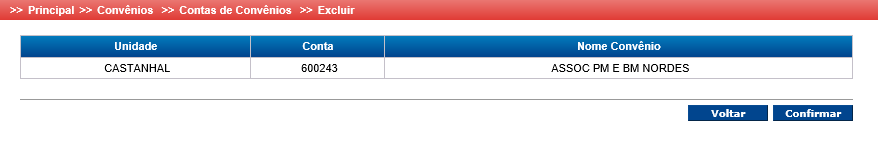 >> Principal >> Convênios >> Contas de Convênios >> Excluir
Unidade Conta Nome Convênio
CASTANHAL 600243 ASSOC PM E BM NORDES
Voltar Confirmar